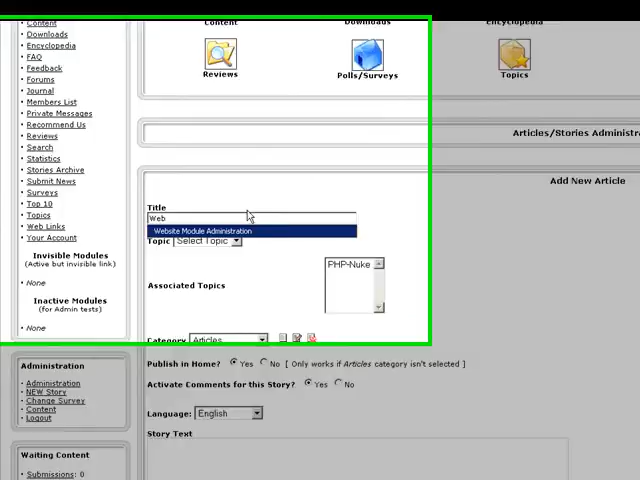 Content
Downloads
Encyclopedia
Content
Downloads
Encyclopedia
FAQ
Feedback
Forums
Journal
Members List
Private Messages
Recommend Us
Reviews
Search
Statistics
Stories Archive
Submit News
Surveys
Top 10
Topics
Web Links
Your Account
Invisible Modules
(Active but invisible link)
None
Inactive Modules
(for Admin tests)
None
Administration
Administration
NEW Story
Change Survey
Content
Logout
Waiting Content
Submissions: 0
Reviews
Polls/Surveys
Topics
Articles/Stories Administra
Add New Article
Title
Web
Website Module Administration
Topic Select Topic
Associated Topics
PHP-Nuke
Category Articles
Publish in Home? Yes No [ Only works if Articles category isn't selected ]
Activate Comments for this Story? Yes No
Language: English
Story Text